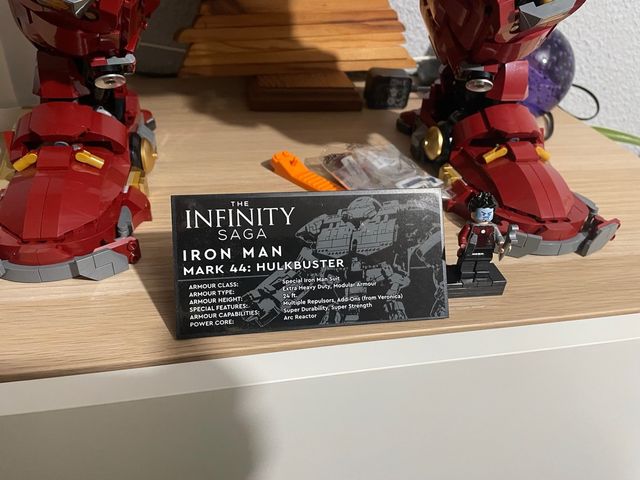 THE
INFINITY
SAGA
IRON MAN
MARK 44: HULKBUSTER
ARMOUR CLASS: Special Iron Man Suit
ARMOUR TYPE: Extra Heavy Duty, Modular Armour
ARMOUR HEIGHT: 24 ft.
SPECIAL FEATURES: Multiple Repulsors, Add-Ons (from Veronica)
ARMOUR CAPABILITIES: Super Durability, Super Strength
POWER CORE: Arc Reactor